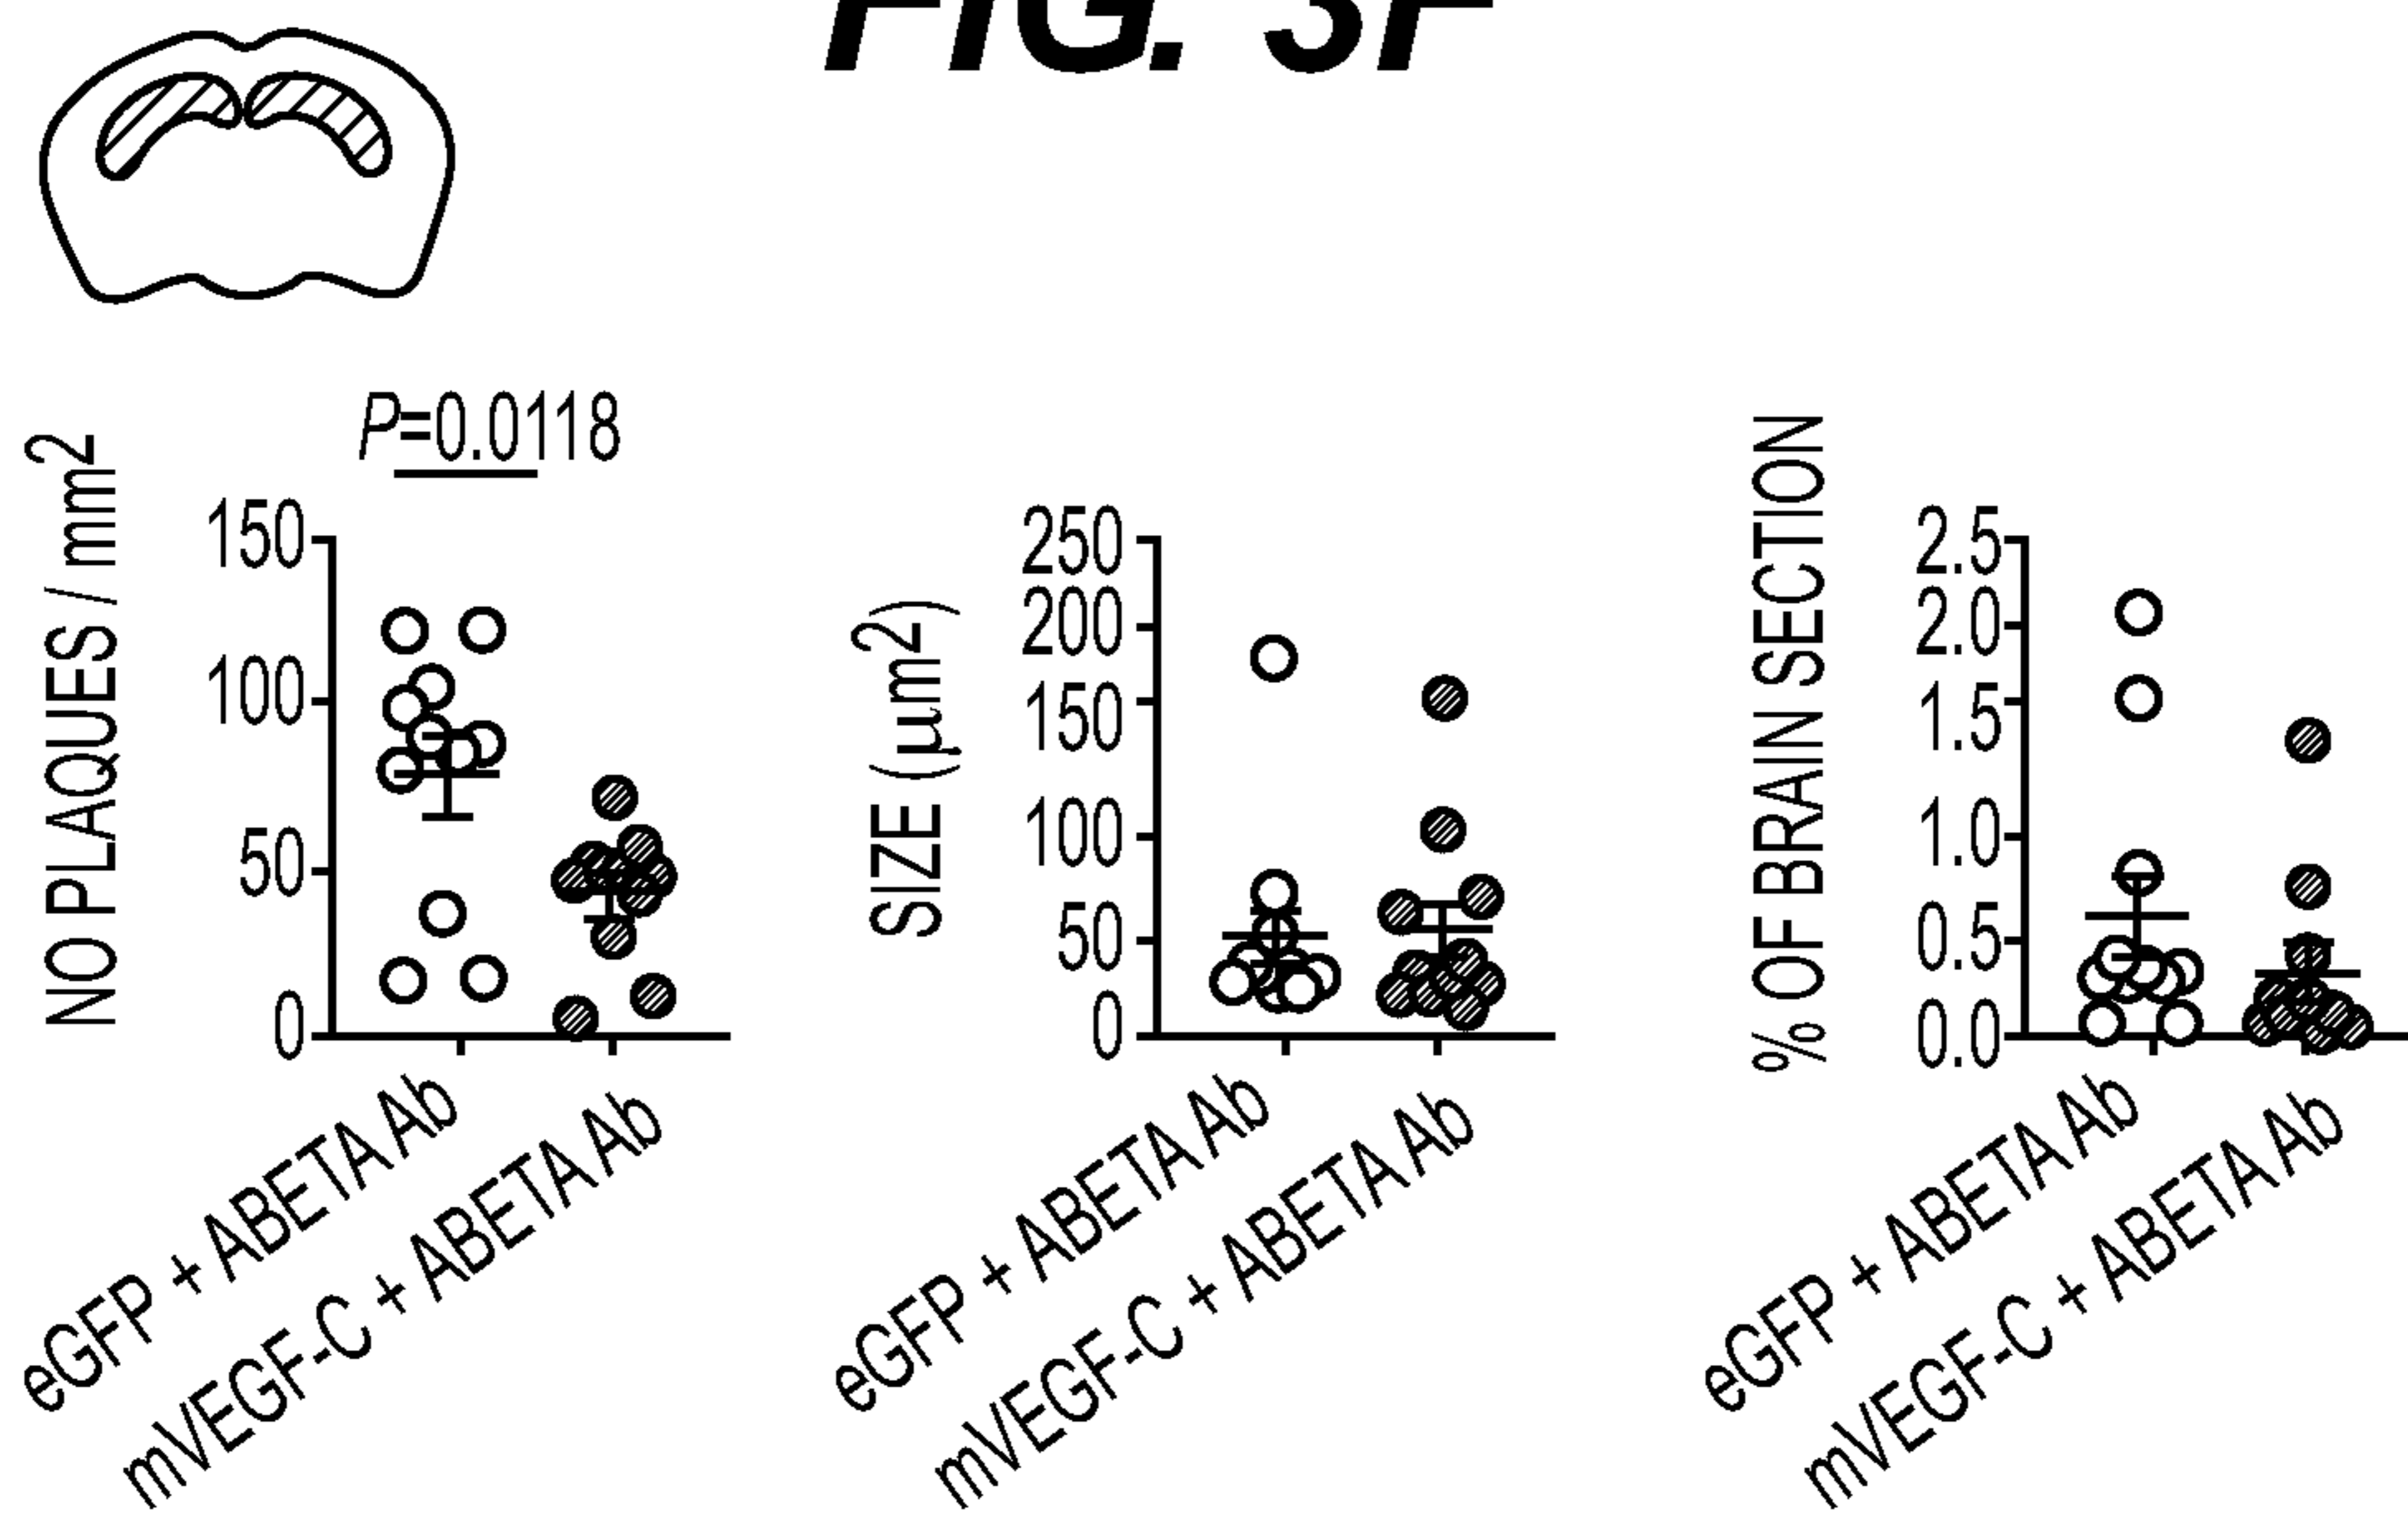 FIG. 3F
P=0.0118
NO PLAQUES / mm2
150
100
50
0
eGFP + ABETA Ab
mVEGF-C + ABETA Ab
SIZE (μm2)
250
200
150
100
50
0
eGFP + ABETA Ab
mVEGF-C + ABETA Ab
% OF BRAIN SECTION
2.5
2.0
1.5
1.0
0.5
0.0
eGFP + ABETA Ab
mVEGF-C + ABETA Ab